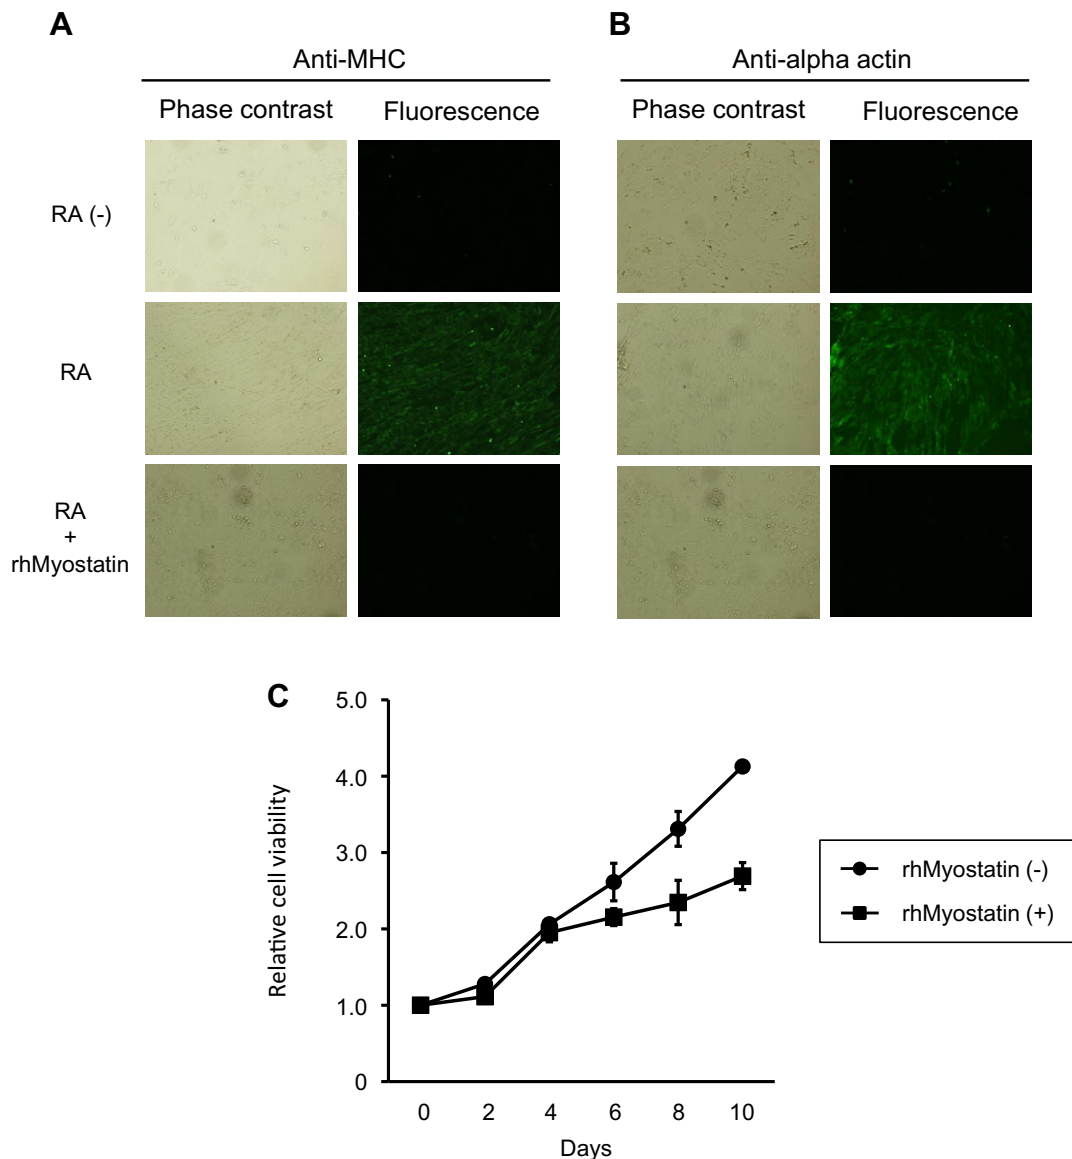 A
B
Anti-MHC
Anti-alpha actin
Phase contrast
Fluorescence
Phase contrast
Fluorescence
RA (-)
RA
RA
+
rhMyostatin
C
Relative cell viability
5.0
4.0
3.0
2.0
1.0
0
0 2 4 6 8 10
Days
rhMyostatin (-)
rhMyostatin (+)